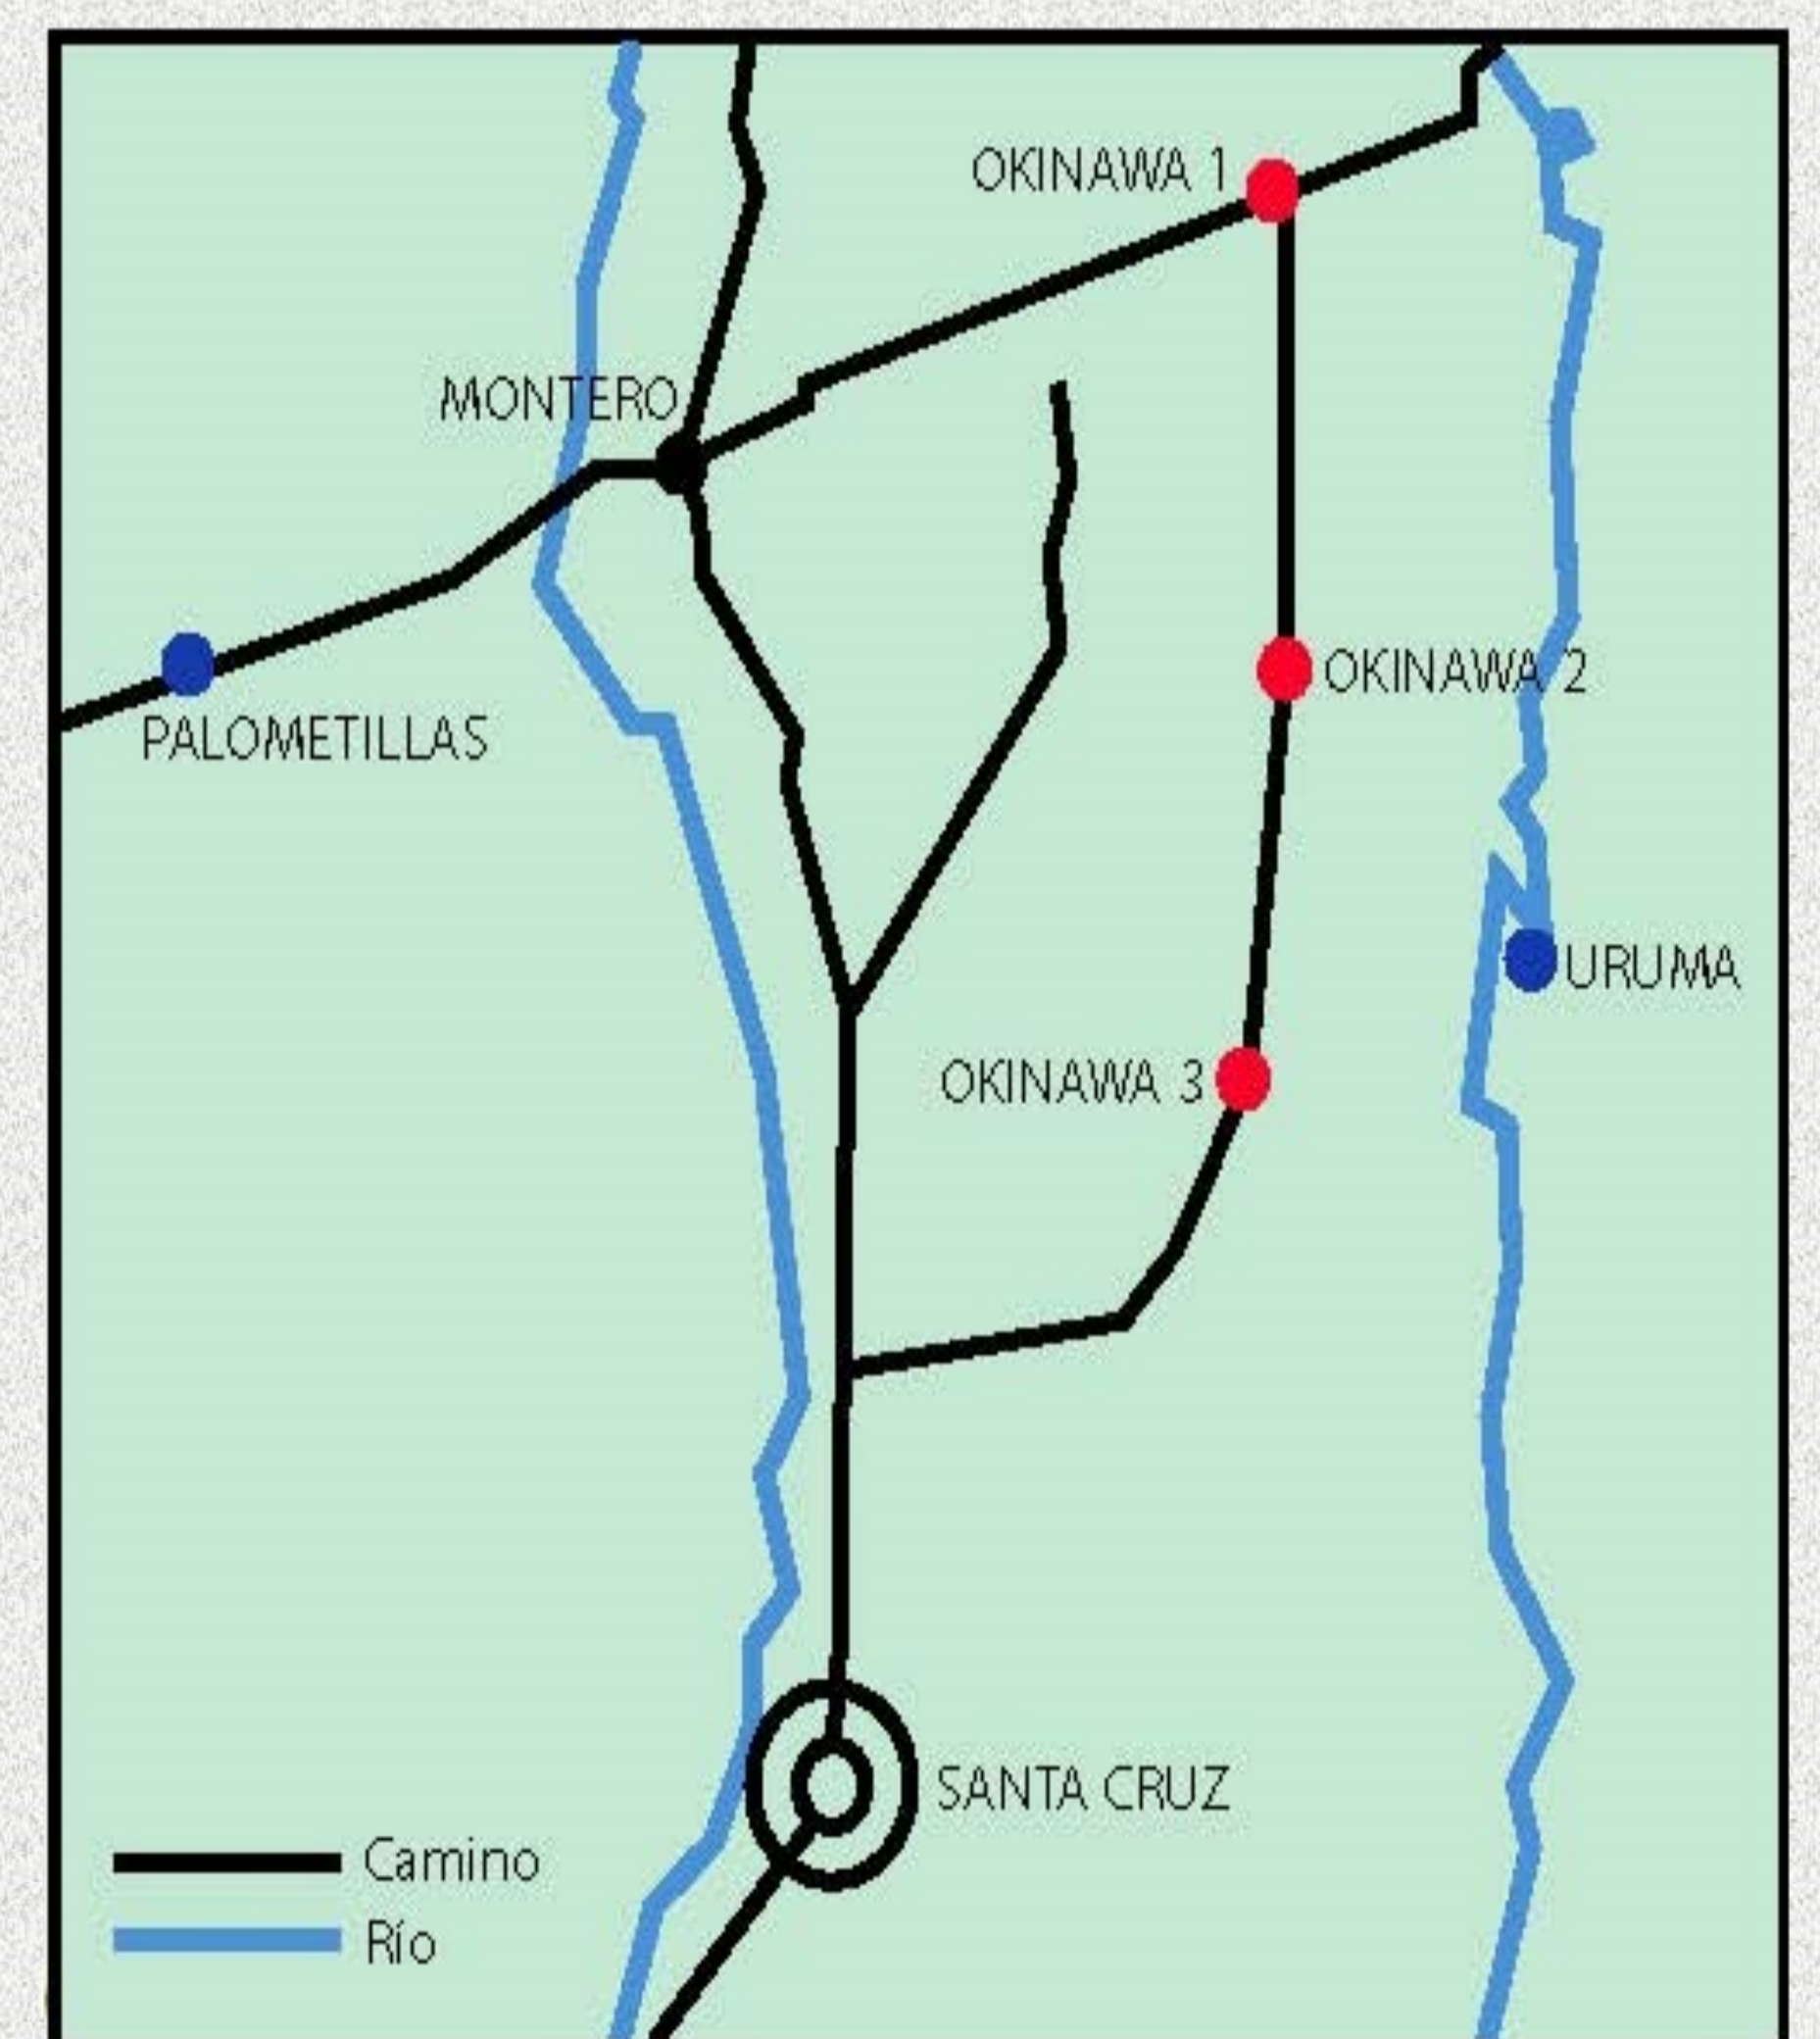 OKINAWA 1
MONTERO
OKINAWA 2
PALOMETILLAS
URUMA
OKINAWA 3
SANTA CRUZ
Camino
Río